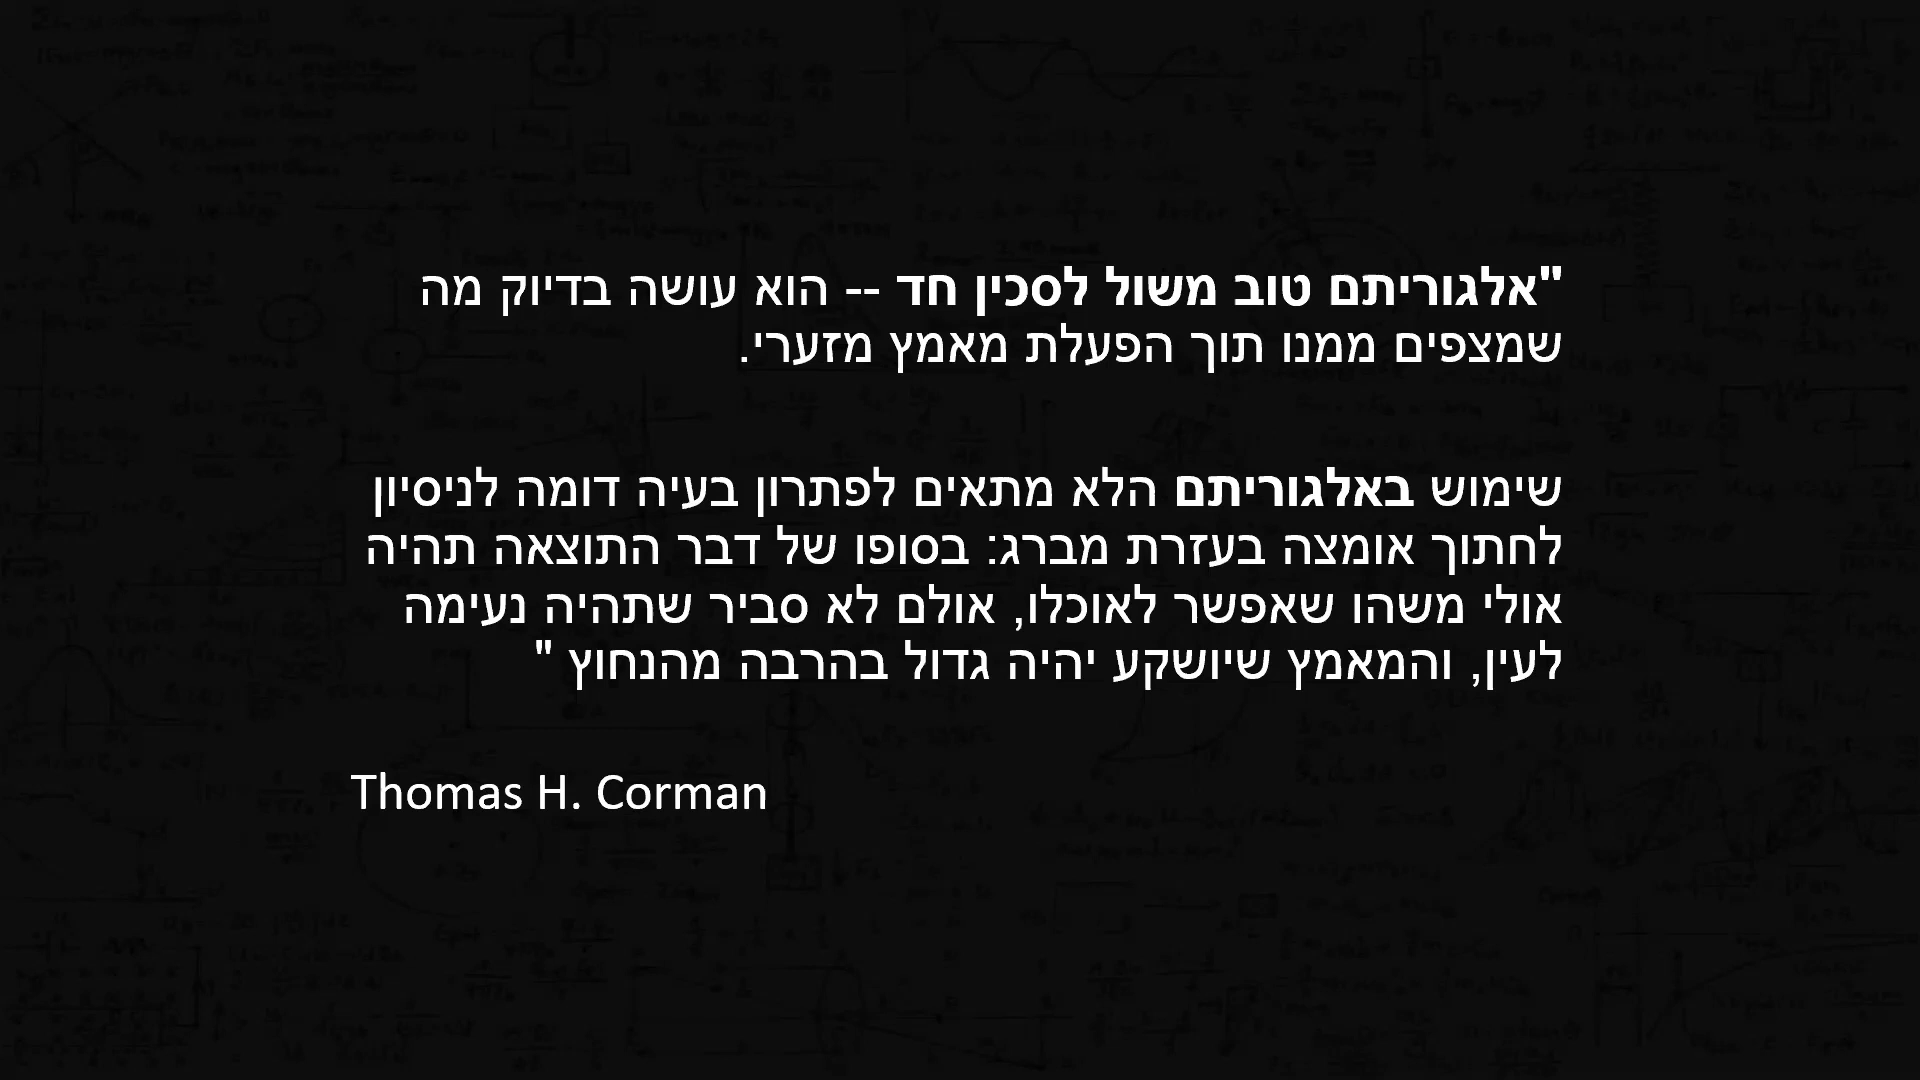 "אלגוריתם טוב משול לסכין חד -- הוא עושה בדיוק מה
שמצפים ממנו תוך הפעלת מאמץ מזערי.
שימוש באלגוריתם הלא מתאים לפתרון בעיה דומה לניסיון
לחתוך אומצה בעזרת מברג: בסופו של דבר התוצאה תהיה
אולי משהו שאפשר לאוכלו, אולם לא סביר שתהיה נעימה
לעין, והמאמץ שיושקע יהיה גדול בהרבה מהנחוץ "
Thomas H. Corman